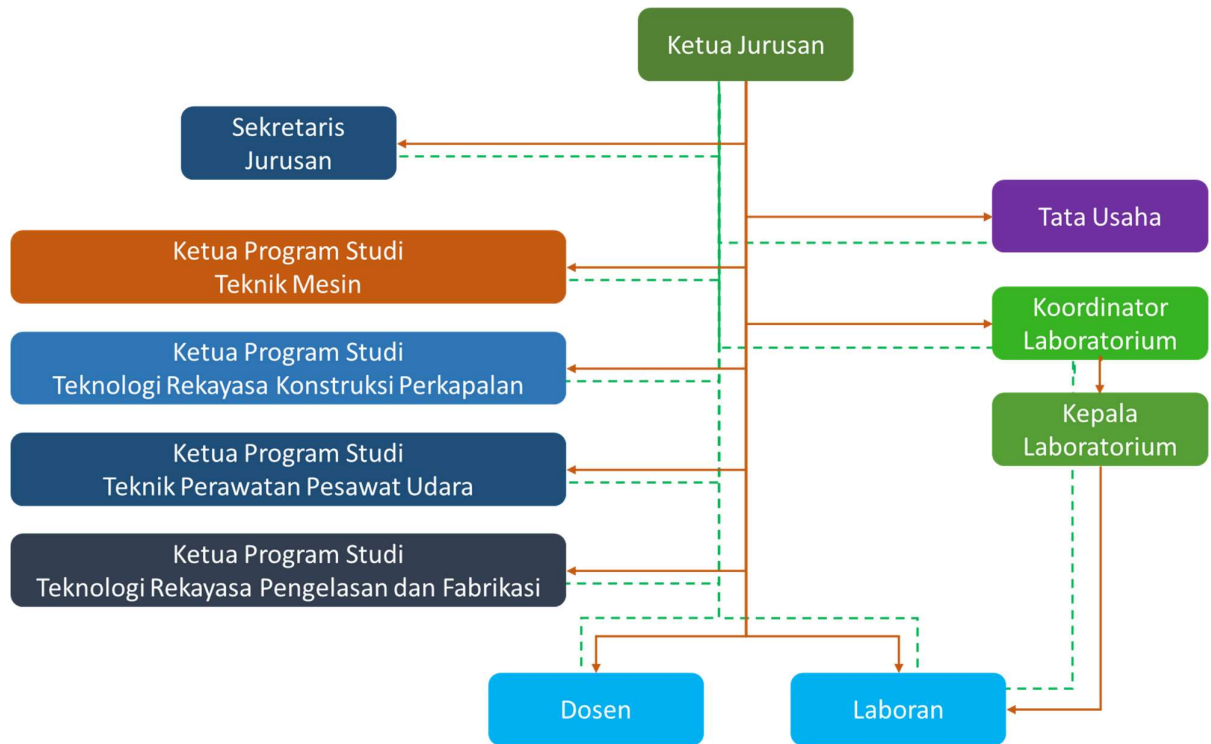 Ketua Jurusan
Sekretaris
Jurusan
Tata Usaha
Ketua Program Studi
Teknik Mesin
Koordinator
Laboratorium
Ketua Program Studi
Teknologi Rekayasa Konstruksi Perkapalan
Kepala
Laboratorium
Ketua Program Studi
Teknik Perawatan Pesawat Udara
Ketua Program Studi
Teknologi Rekayasa Pengelasan dan Fabrikasi
Dosen
Laboran